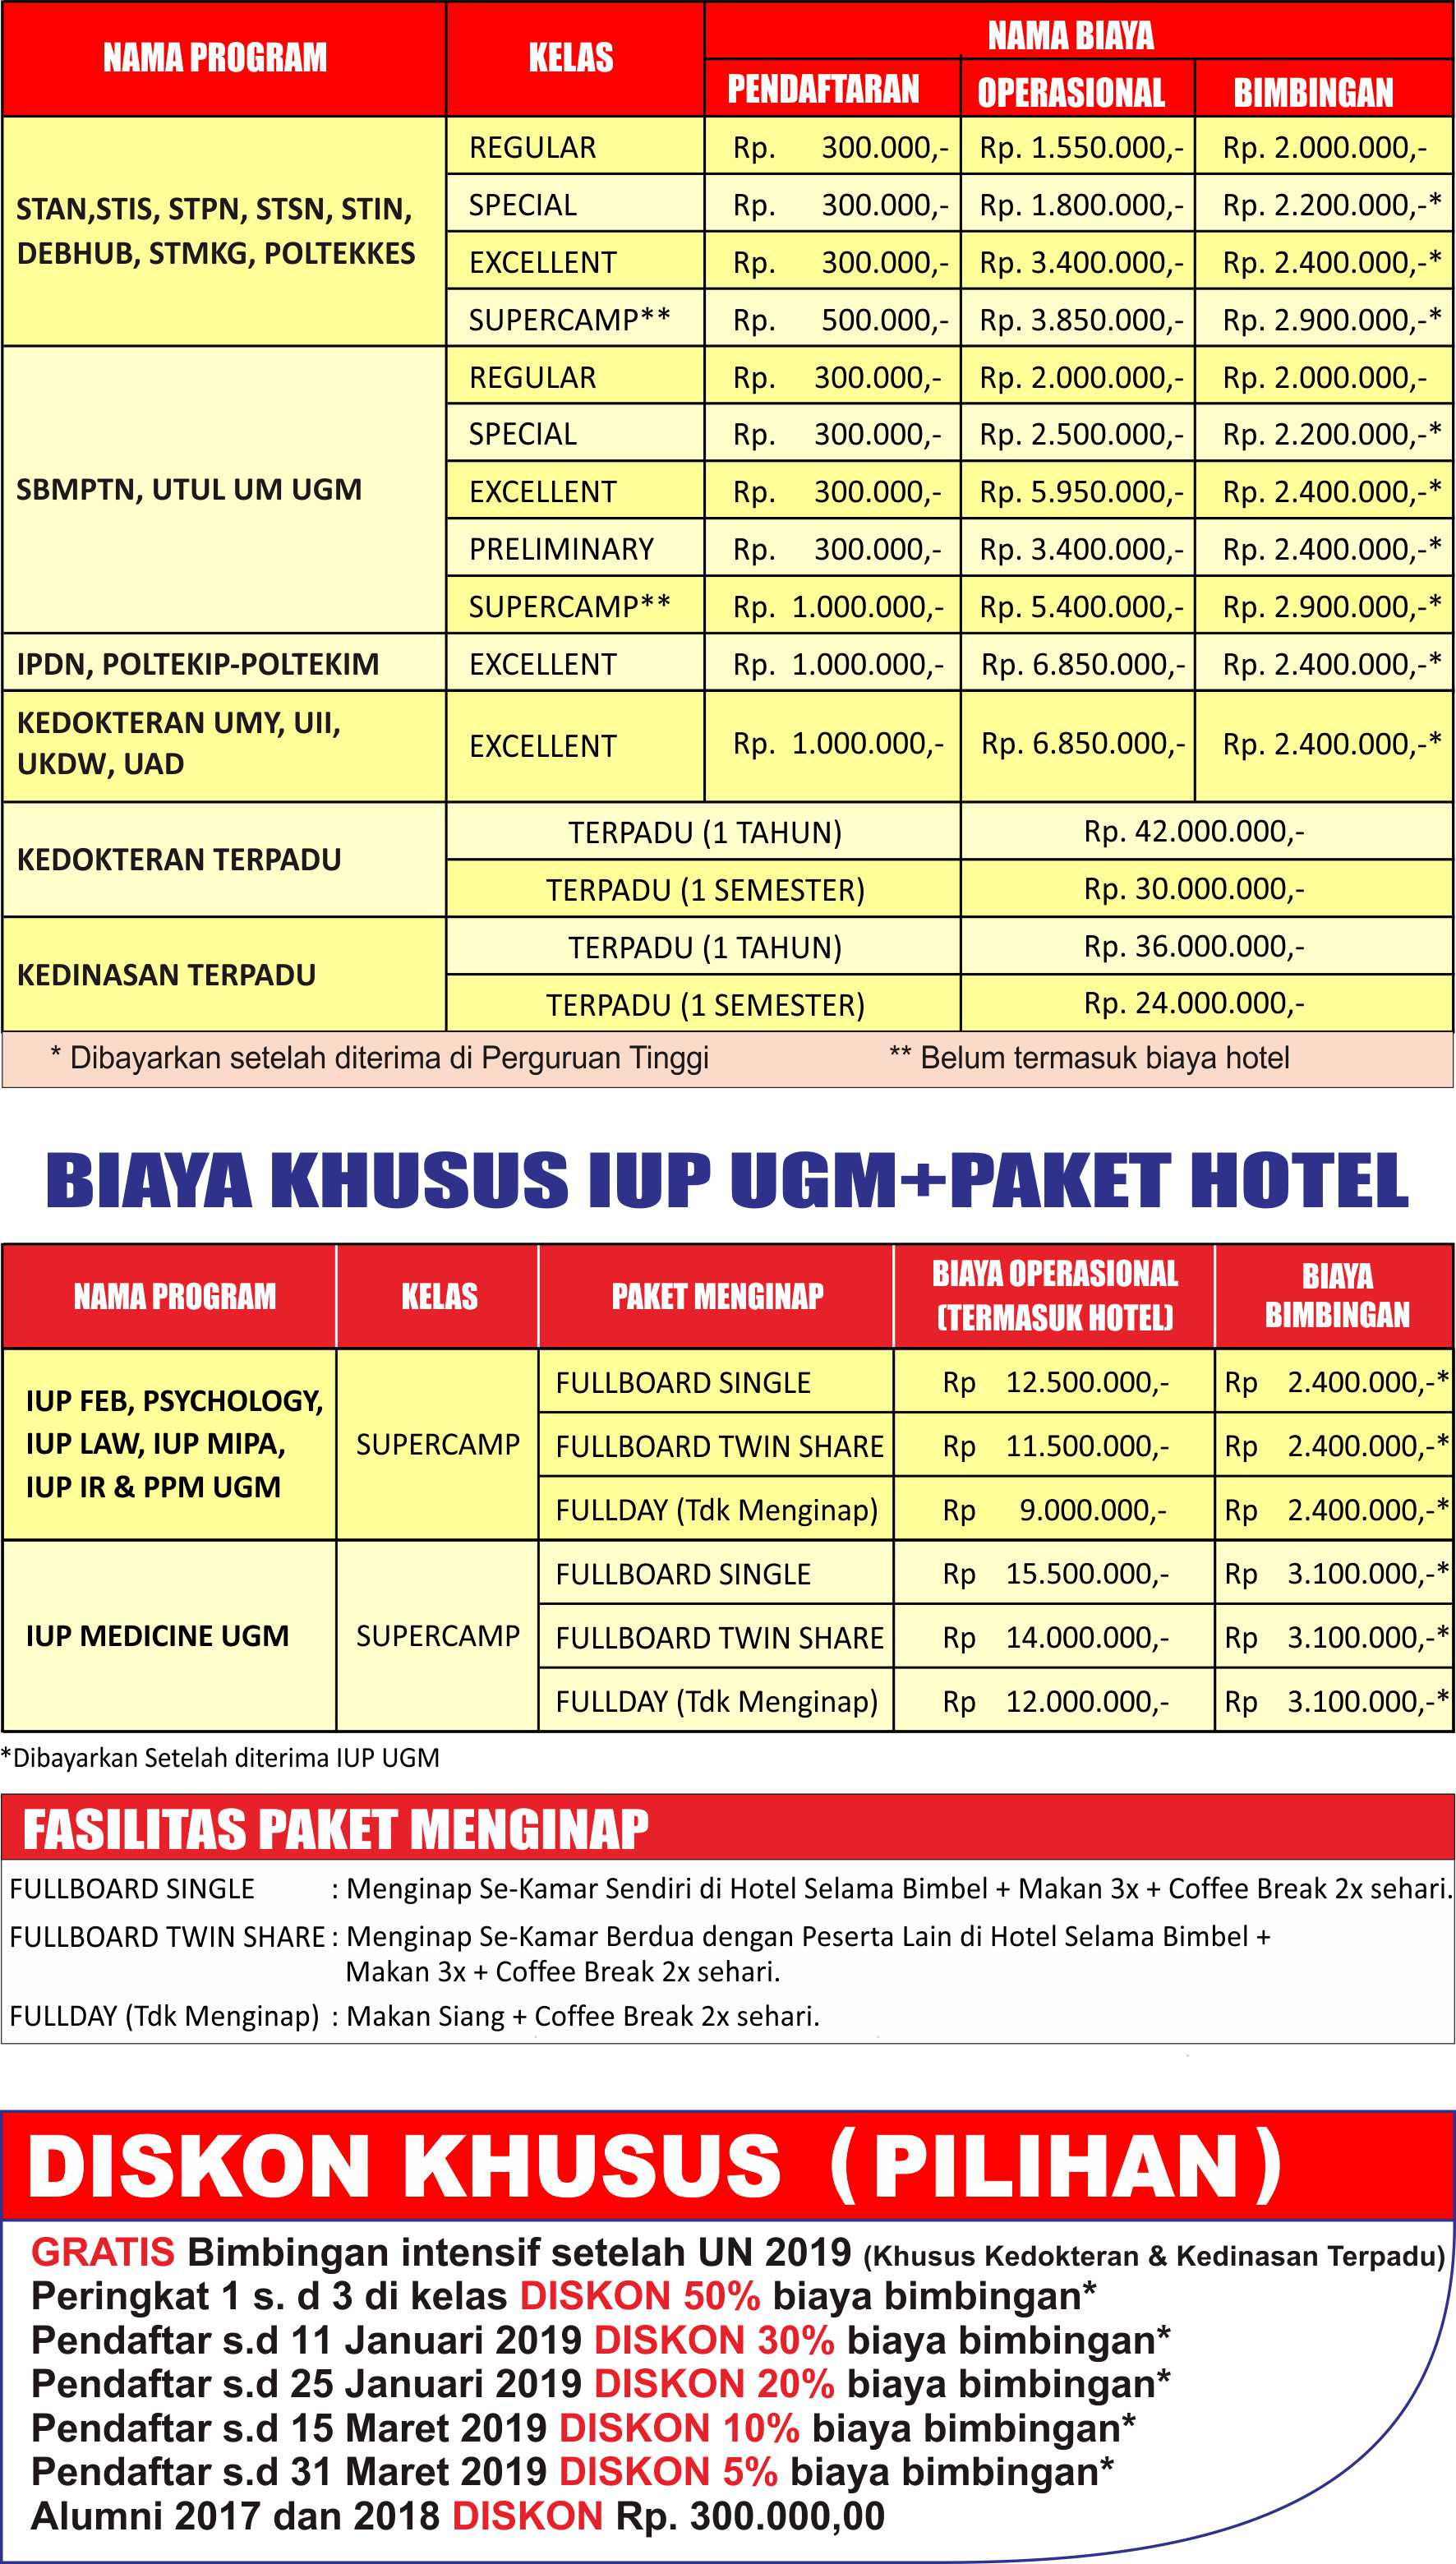 NAMA PROGRAM KELAS NAMA BIAYA
PENDAFTARAN OPERASIONAL BIMBINGAN
STAN,STIS, STPN, STSN, STIN,
DEBHUB, STMKG, POLTEKKES
REGULAR Rp. 300.000,- Rp. 1.550.000,- Rp. 2.000.000,-
SPECIAL Rp. 300.000,- Rp. 1.800.000,- Rp. 2.200.000,-*
EXCELLENT Rp. 300.000,- Rp. 3.400.000,- Rp. 2.400.000,-*
SUPERCAMP** Rp. 500.000,- Rp. 3.850.000,- Rp. 2.900.000,-*
SBMPTN, UTUL UM UGM
REGULAR Rp. 300.000,- Rp. 2.000.000,- Rp. 2.000.000,-
SPECIAL Rp. 300.000,- Rp. 2.500.000,- Rp. 2.200.000,-*
EXCELLENT Rp. 300.000,- Rp. 5.950.000,- Rp. 2.400.000,-*
PRELIMINARY Rp. 300.000,- Rp. 3.400.000,- Rp. 2.400.000,-*
SUPERCAMP** Rp. 1.000.000,- Rp. 5.400.000,- Rp. 2.900.000,-*
IPDN, POLTEKIP-POLTEKIM EXCELLENT Rp. 1.000.000,- Rp. 6.850.000,- Rp. 2.400.000,-*
KEDOKTERAN UMY, UII,
UKDW, UAD
EXCELLENT Rp. 1.000.000,- Rp. 6.850.000,- Rp. 2.400.000,-*
KEDOKTERAN TERPADU
TERPADU (1 TAHUN) Rp. 42.000.000,-
TERPADU (1 SEMESTER) Rp. 30.000.000,-
KEDINASAN TERPADU
TERPADU (1 TAHUN) Rp. 36.000.000,-
TERPADU (1 SEMESTER) Rp. 24.000.000,-
* Dibayarkan setelah diterima di Perguruan Tinggi ** Belum termasuk biaya hotel
BIAYA KHUSUS IUP UGM+PAKET HOTEL
NAMA PROGRAM KELAS PAKET MENGINAP BIAYA OPERASIONAL
(TERMASUK HOTEL)
BIAYA
BIMBINGAN
IUP FEB, PSYCHOLOGY,
IUP LAW, IUP MIPA,
IUP IR & PPM UGM
SUPERCAMP
FULLBOARD SINGLE Rp 12.500.000,- Rp 2.400.000,-*
FULLBOARD TWIN SHARE Rp 11.500.000,- Rp 2.400.000,-*
FULLDAY (Tdk Menginap) Rp 9.000.000,- Rp 2.400.000,-*
IUP MEDICINE UGM
SUPERCAMP
FULLBOARD SINGLE Rp 15.500.000,- Rp 3.100.000,-*
FULLBOARD TWIN SHARE Rp 14.000.000,- Rp 3.100.000,-*
FULLDAY (Tdk Menginap) Rp 12.000.000,- Rp 3.100.000,-*
*Dibayarkan Setelah diterima IUP UGM
FASILITAS PAKET MENGINAP
FULLBOARD SINGLE : Menginap Se-Kamar Sendiri di Hotel Selama Bimbel + Makan 3x + Coffee Break 2x sehari.
FULLBOARD TWIN SHARE : Menginap Se-Kamar Berdua dengan Peserta Lain di Hotel Selama Bimbel +
Makan 3x + Coffee Break 2x sehari.
FULLDAY (Tdk Menginap) : Makan Siang + Coffee Break 2x sehari.
DISKON KHUSUS (PILIHAN)
GRATIS Bimbingan intensif setelah UN 2019 (Khusus Kedokteran & Kedinasan Terpadu)
Peringkat 1 s. d 3 di kelas DISKON 50% biaya bimbingan*
Pendaftar s.d 11 Januari 2019 DISKON 30% biaya bimbingan*
Pendaftar s.d 25 Januari 2019 DISKON 20% biaya bimbingan*
Pendaftar s.d 15 Maret 2019 DISKON 10% biaya bimbingan*
Pendaftar s.d 31 Maret 2019 DISKON 5% biaya bimbingan*
Alumni 2017 dan 2018 DISKON Rp. 300.000,00